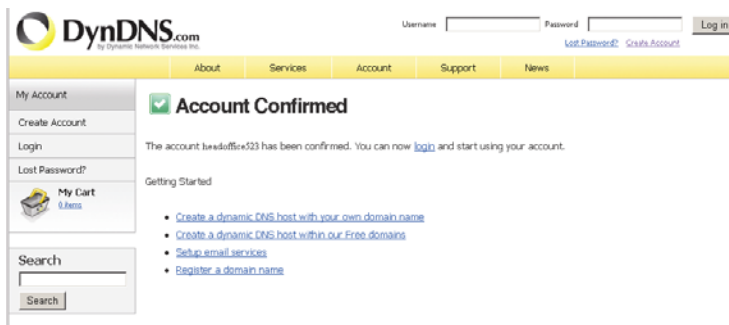 DynDNS.com
by Dynamic Network Services Inc.
Username
Password
Log in
Lost Password? Create Account
About Services Account Support News
My Account
Create Account
Login
Lost Password?
My Cart
0 items
Search
Search
Account Confirmed
The account headoffice523 has been confirmed. You can now login and start using your account.
Getting Started
Create a dynamic DNS host with your own domain name
Create a dynamic DNS host within our Free domains
Setup email services
Register a domain name